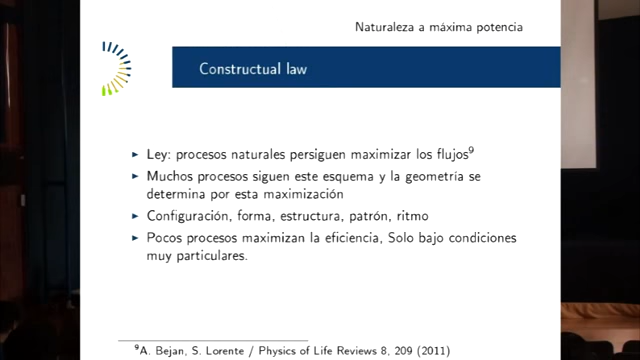 Naturaleza a máxima potencia
Constructual law
► Ley: procesos naturales persiguen maximizar los flujos⁹
► Muchos procesos siguen este esquema y la geometría se
determina por esta maximización
► Configuración, forma, estructura, patrón, ritmo
► Pocos procesos maximizan la eficiencia, Solo bajo condiciones
muy particulares.
⁹A. Bejan, S. Lorente / Physics of Life Reviews 8, 209 (2011)